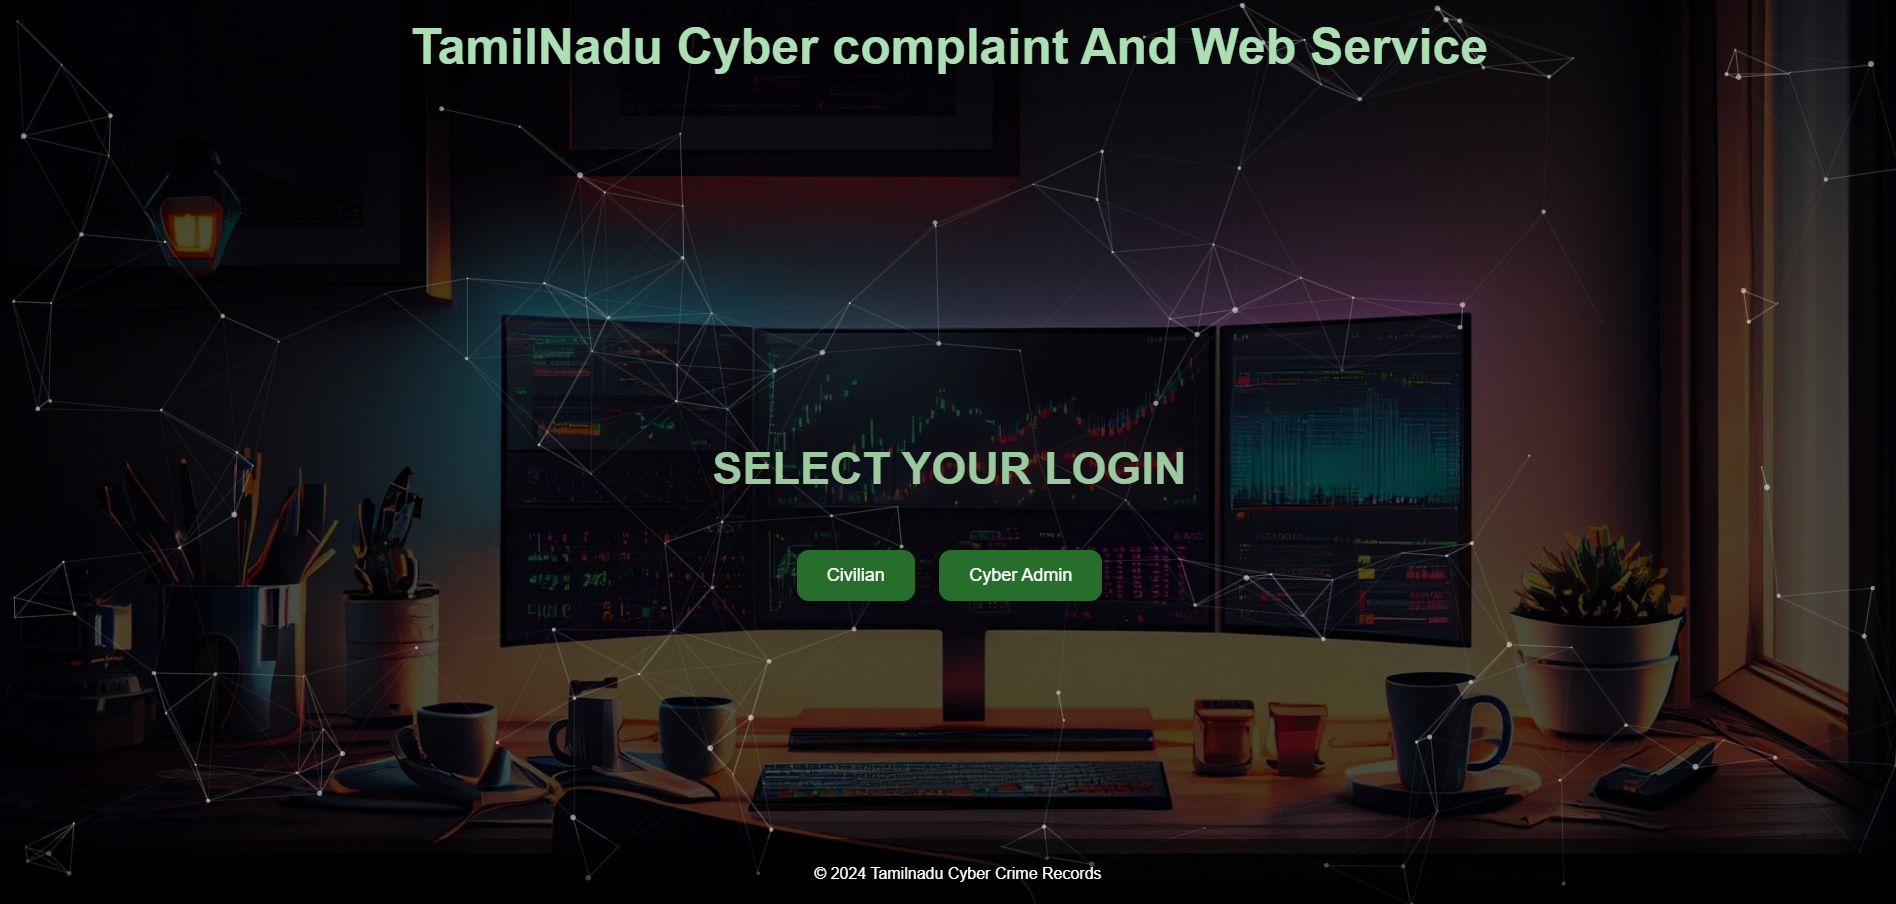 TamilNadu Cyber complaint And Web Service
SELECT YOUR LOGIN
Civilian
Cyber Admin
© 2024 Tamilnadu Cyber Crime Records